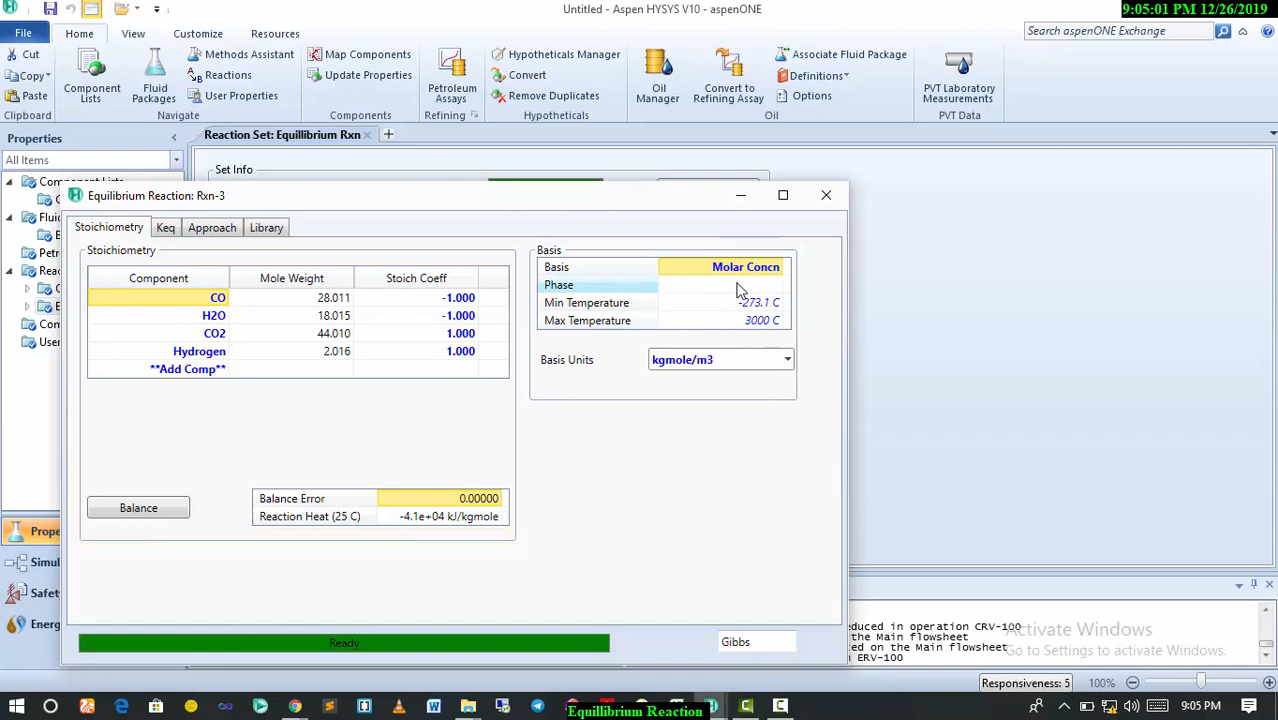 Untitled - Aspen HYSYS V10 - aspenONE
9:05:01 PM 12/26/2019
File Home View Customize Resources
Search aspenONE Exchange
Cut
Copy
Paste
Clipboard
Component Lists
Fluid Packages
Methods Assistant
Reactions
User Properties
Navigate
Map Components
Update Properties
Components
Petroleum Assays
Refining
Hypotheticals Manager
Convert
Remove Duplicates
Hypotheticals
Oil Manager
Convert to Refining Assay
Associate Fluid Package
Definitions
Options
Oil
PVT Laboratory Measurements
PVT Data
Properties
All Items
Reaction Set: Equillibrium Rxn
Set Info
Equilibrium Reaction: Rxn-3
Stoichiometry Keq Approach Library
Stoichiometry
Component Mole Weight Stoich Coeff
CO 28.011 -1.000
H2O 18.015 -1.000
CO2 44.010 1.000
Hydrogen 2.016 1.000
**Add Comp**
Balance
Balance Error 0.00000
Reaction Heat (25 C) -4.1e+04 kJ/kgmole
Basis
Basis Molar Concn
Phase
Min Temperature -273.1 C
Max Temperature 3000 C
Basis Units kgmole/m3
Ready
Gibbs
Activate Windows
Go to Settings to activate Windows.
Responsiveness: 5 100%
Equillibrium Reaction
9:05 PM